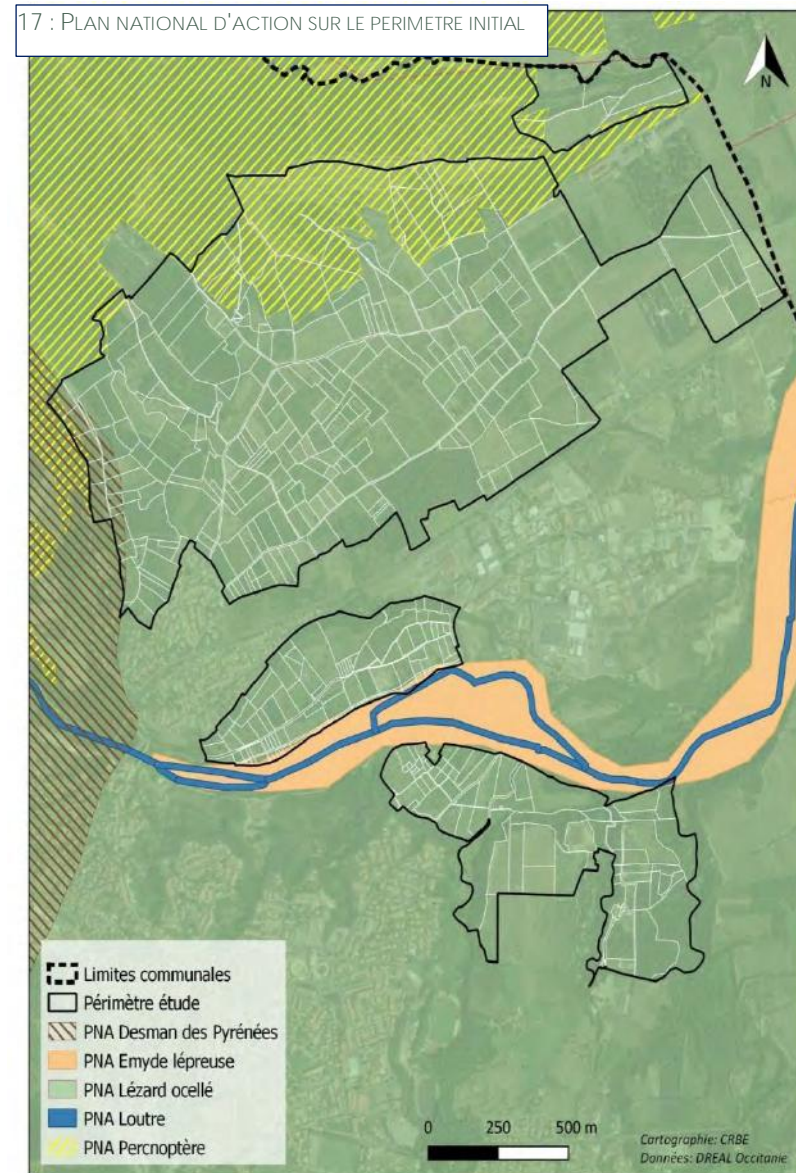 17 : PLAN NATIONAL D'ACTION SUR LE PERIMETRE INITIAL
N
Limites communales
Périmètre étude
PNA Desman des Pyrénées
PNA Emyde lépreuse
PNA Lézard ocellé
PNA Loutre
PNA Percnoptère
0 250 500 m
Cartographie: CRBE
Données: DREAL Occitanie